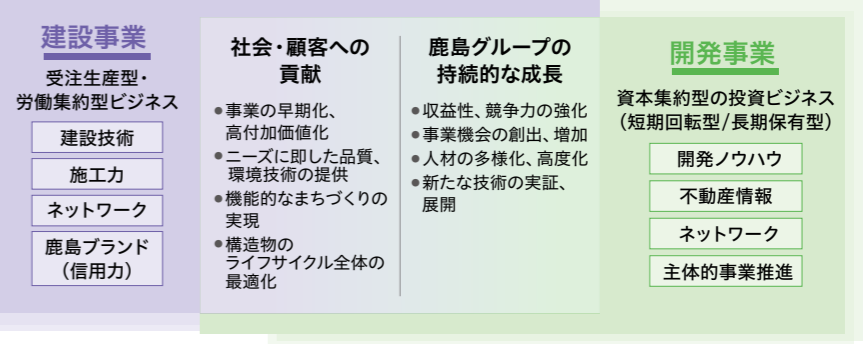 建設事業
受注生産型・
労働集約型ビジネス
建設技術
施工力
ネットワーク
鹿島ブランド
（信用力）
社会・顧客への
貢献
●事業の早期化、
高付加価値化
●ニーズに即した品質、
環境技術の提供
●機能的なまちづくりの
実現
●構造物の
ライフサイクル全体の
最適化
鹿島グループの
持続的な成長
●収益性、競争力の強化
●事業機会の創出、増加
●人材の多様化、高度化
●新たな技術の実証、
展開
開発事業
資本集約型の投資ビジネス
（短期回転型/長期保有型）
開発ノウハウ
不動産情報
ネットワーク
主体的事業推進